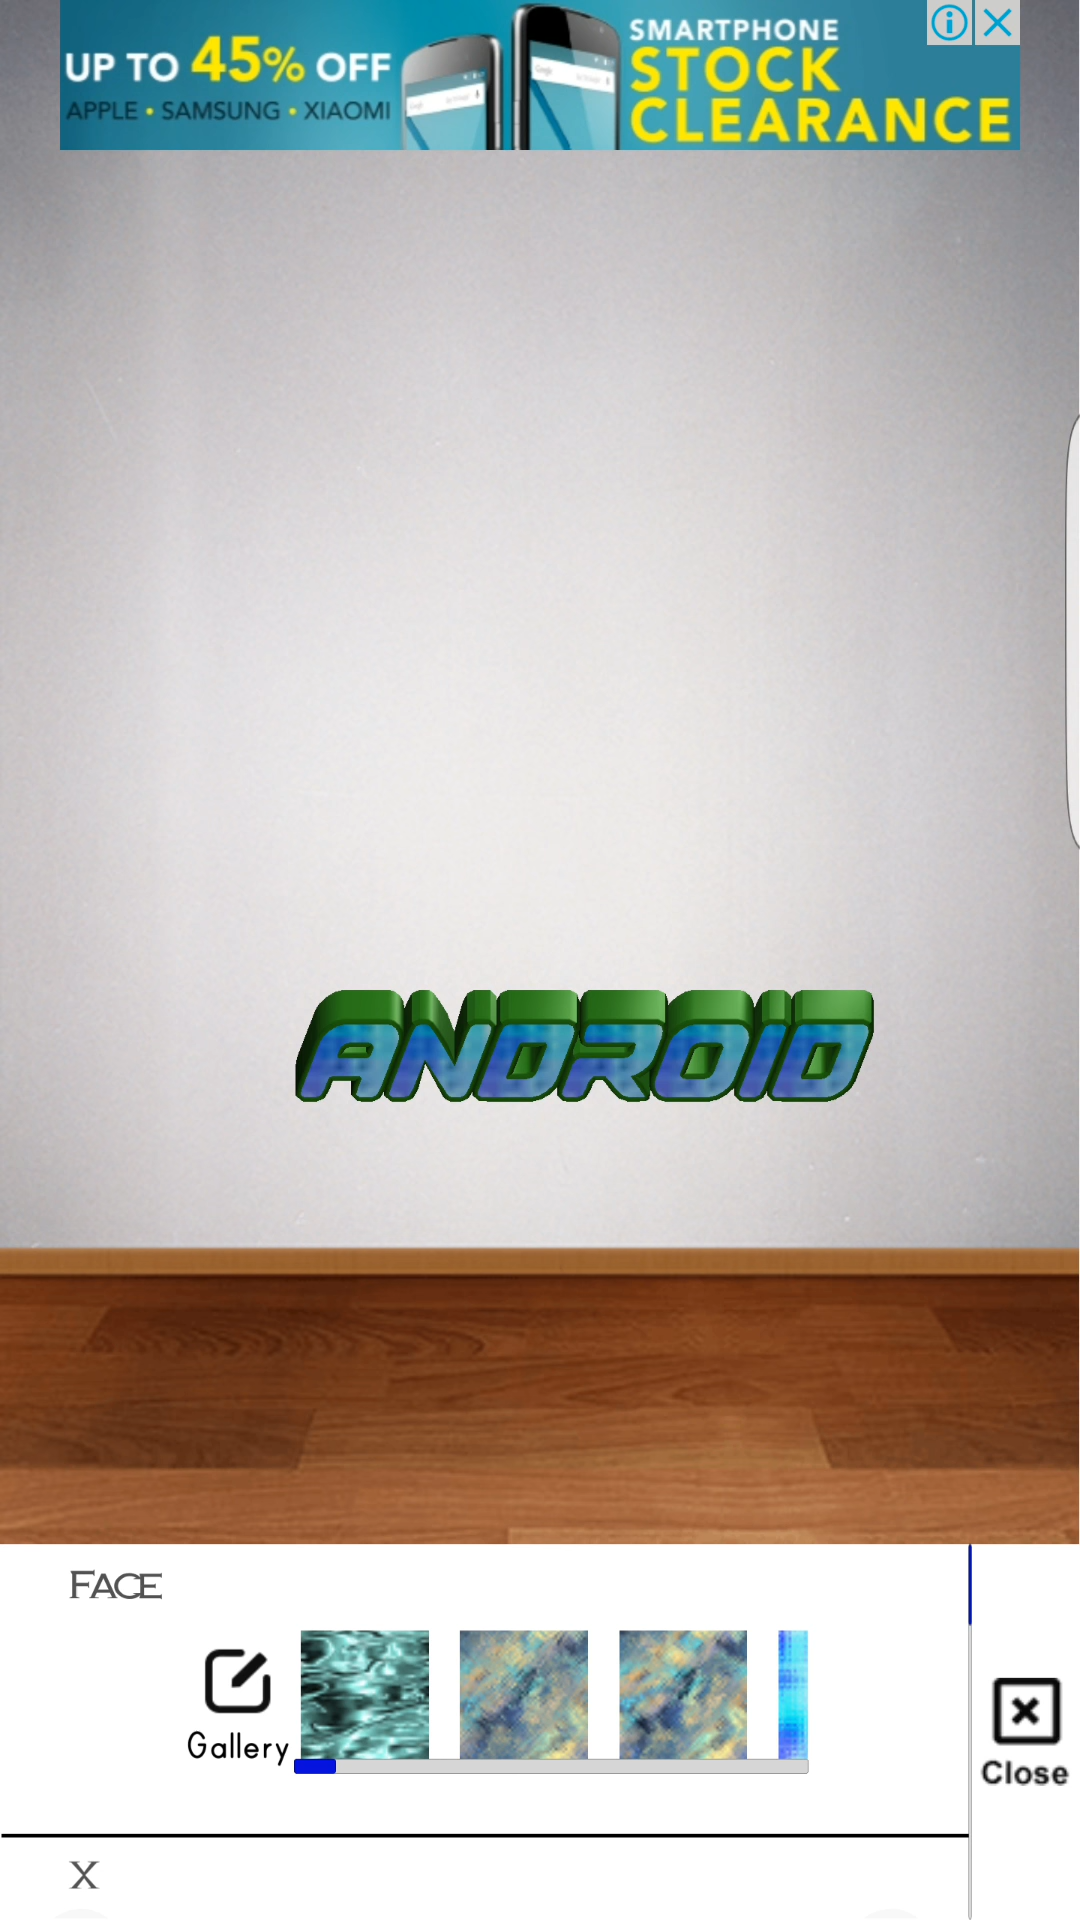 UP TO 45% OFF
APPLE • SAMSUNG • XIAOMI
SMARTPHONE
STOCK
CLEARANCE
ANDROID
FACE
Gallery
Close
X